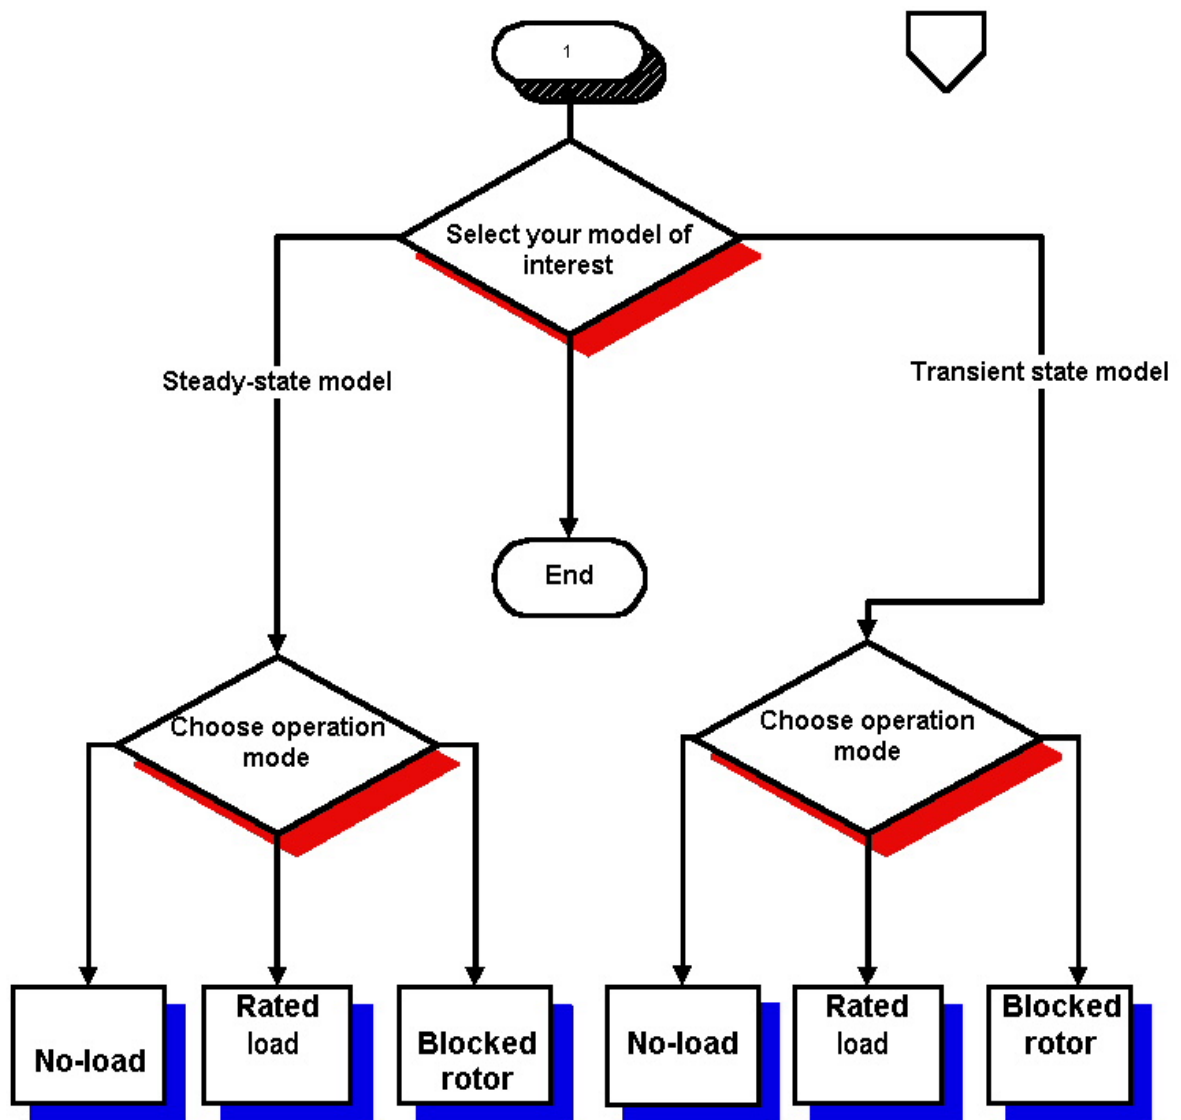 1
Select your model of
interest
Steady-state model
Transient state model
End
Choose operation
mode
Choose operation
mode
No-load
Rated
load
Blocked
rotor
No-load
Rated
load
Blocked
rotor